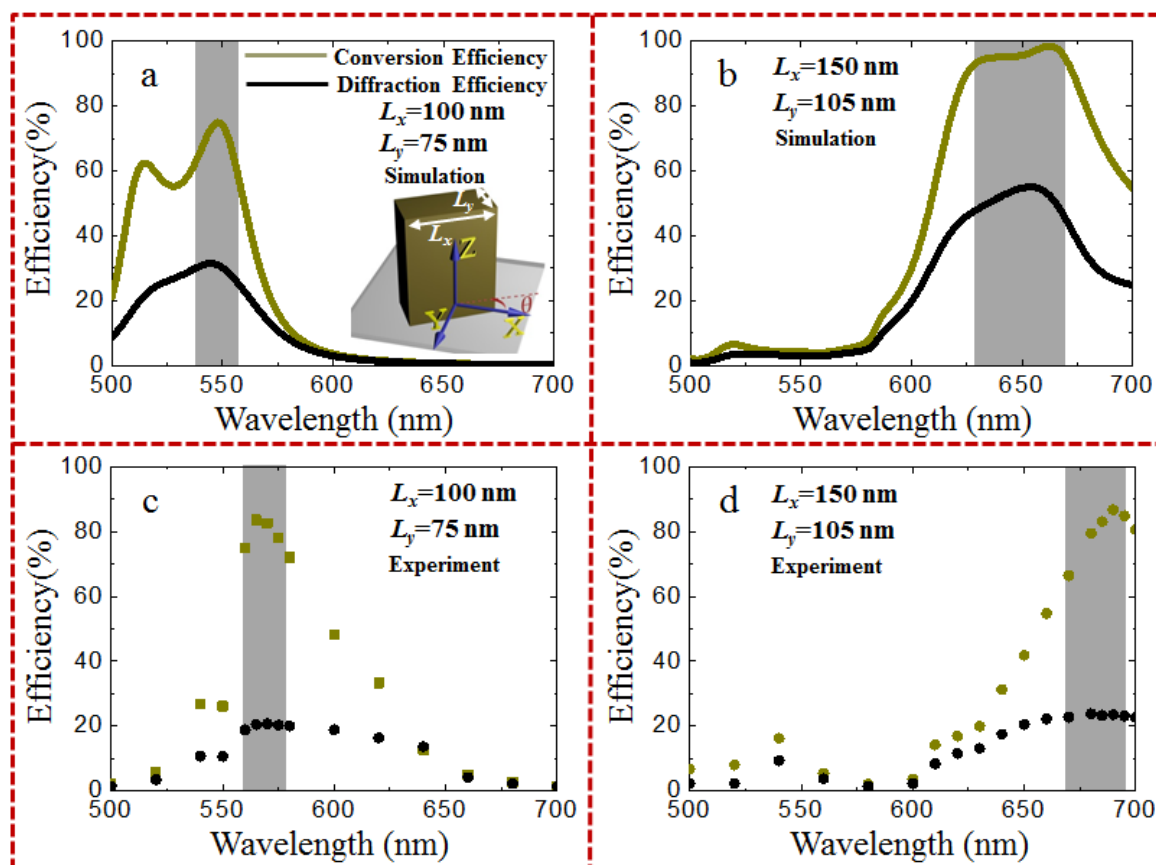 a
Conversion Efficiency
Diffraction Efficiency
Lx=100 nm
Ly=75 nm
Simulation
Ly
Lx
Z
Y
X
θ
100
80
60
40
20
0
Efficiency(%)
500 550 600 650 700
Wavelength (nm)
b
Lx=150 nm
Ly=105 nm
Simulation
100
80
60
40
20
0
Efficiency(%)
500 550 600 650 700
Wavelength (nm)
c
Lx=100 nm
Ly=75 nm
Experiment
100
80
60
40
20
0
Efficiency(%)
500 550 600 650 700
Wavelength (nm)
d
Lx=150 nm
Ly=105 nm
Experiment
100
80
60
40
20
0
Efficiency(%)
500 550 600 650 700
Wavelength (nm)